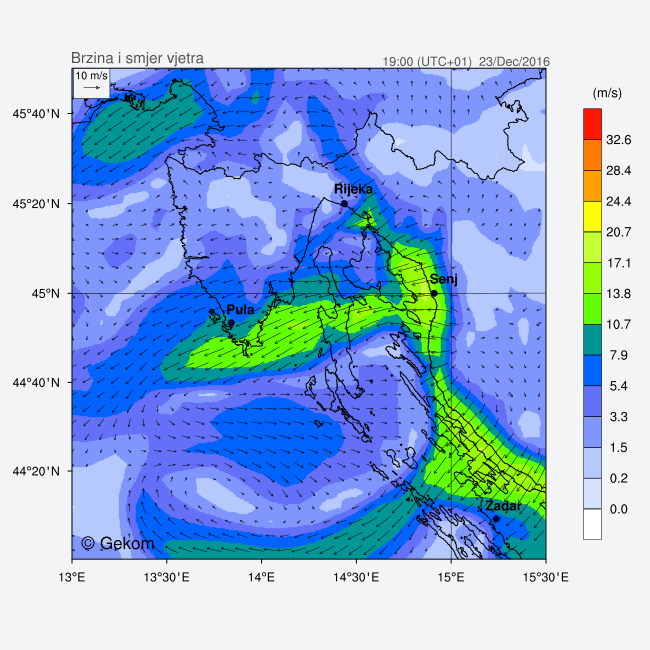 Brzina i smjer vjetra
19:00 (UTC+01) 23/Dec/2016
10 m/s
(m/s)
45°40'N
45°20'N
45°N
44°40'N
44°20'N
Rijeka
Senj
Pula
Zadar
© Gekom
32.6
28.4
24.4
20.7
17.1
13.8
10.7
7.9
5.4
3.3
1.5
0.2
0.0
13°E
13°30'E
14°E
14°30'E
15°E
15°30'E